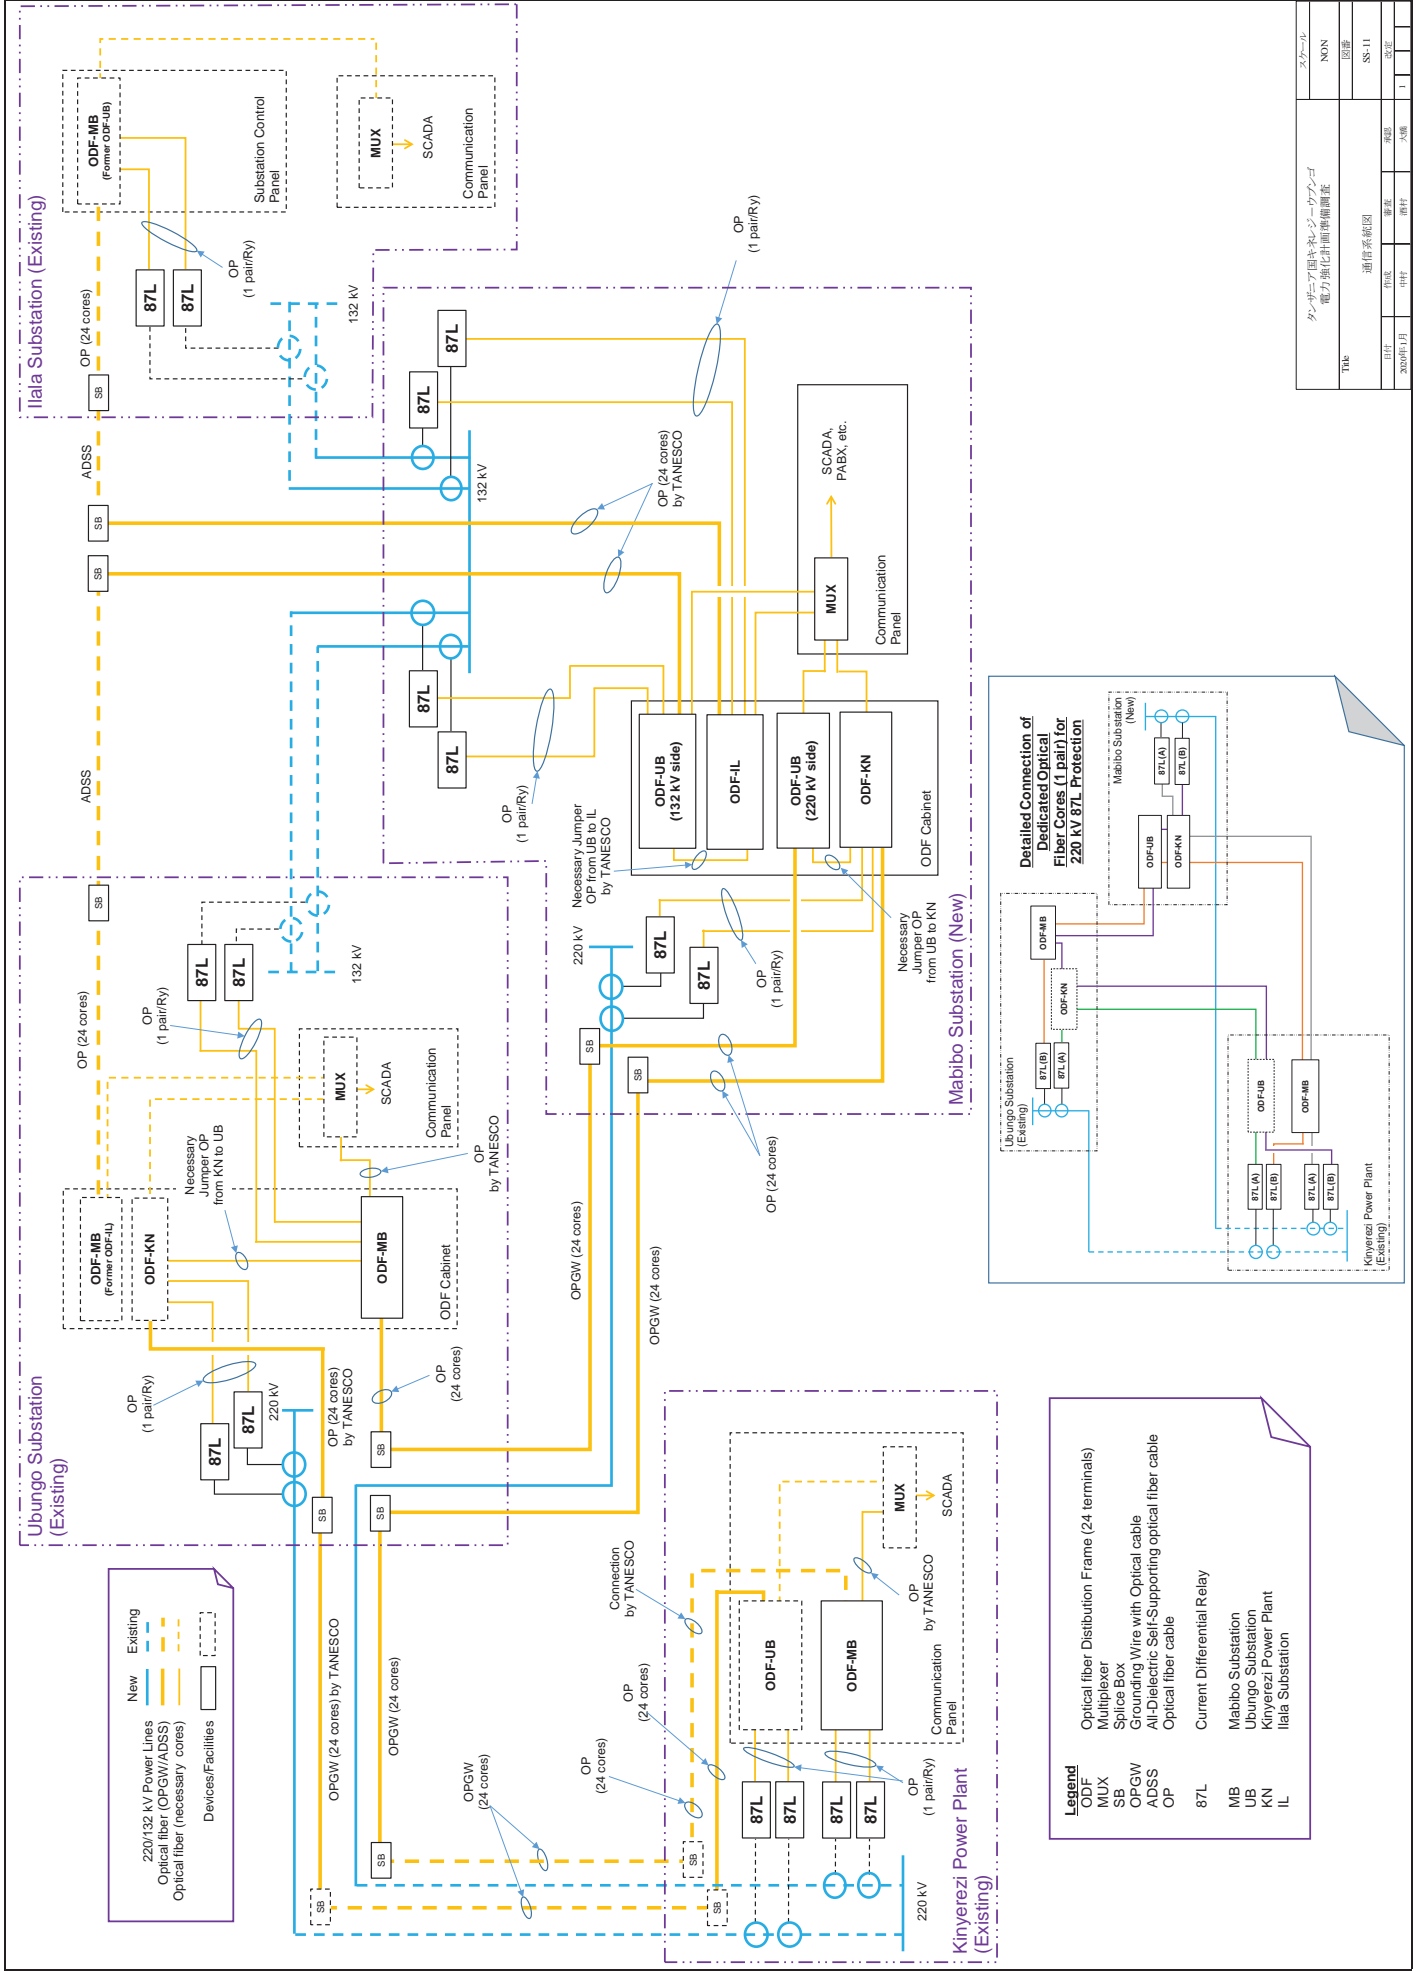 Ubungo Substation
(Existing)
Ilala Substation (Existing)
Mabibo Substation (New)
Kinyerezi Power Plant
(Existing)
New
Existing
220/132 kV Power Lines
Optical fiber (OPGW/ADSS)
Optical fiber (necessary cores)
Devices/Facilities
OP
(1 pair/Ry)
87L
87L
220 kV
ODF-MB
(Former ODF-IL)
ODF-KN
ODF-MB
ODF Cabinet
Necessary
Jumper OP
from KN to UB
OP (24 cores)
by TANESCO
OP
(24 cores)
SB
SB
SB
OP (24 cores)
SB
OP
(1 pair/Ry)
87L
87L
132 kV
MUX
SCADA
Communication
Panel
OP
by TANESCO
ADSS
SB
SB
ADSS
SB
OP (24 cores)
ODF-MB
(Former ODF-UB)
Substation Control
Panel
MUX
SCADA
Communication
Panel
OP
(1 pair/Ry)
87L
87L
132 kV
87L
87L
OP
(1 pair/Ry)
132 kV
87L
87L
OP
(1 pair/Ry)
OP (24 cores)
by TANESCO
SCADA,
PABX, etc.
MUX
Communication
Panel
ODF-UB
(132 kV side)
ODF-IL
ODF-UB
(220 kV side)
ODF-KN
ODF Cabinet
Necessary Jumper
OP from UB to IL
by TANESCO
Necessary
Jumper OP
from UB to KN
220 kV
87L
87L
OP
(1 pair/Ry)
SB
SB
OP (24 cores)
OPGW (24 cores)
OPGW (24 cores)
OPGW (24 cores) by TANESCO
OPGW (24 cores)
SB
SB
OPGW
(24 cores)
OP
(24 cores)
OP
(24 cores)
Connection
by TANESCO
SB
SB
87L
87L
87L
87L
220 kV
OP
(1 pair/Ry)
ODF-UB
ODF-MB
MUX
SCADA
OP
by TANESCO
Communication
Panel
Legend
ODF Optical fiber Distibution Frame (24 terminals)
MUX Multiplexer
SB Splice Box
OPGW Grounding Wire with Optical cable
ADSS All-Dielectric Self-Supporting optical fiber cable
OP Optical fiber cable
87L Current Differential Relay
MB Mabibo Substation
UB Ubungo Substation
KN Kinyerezi Power Plant
IL Ilala Substation
Detailed Connection of
Dedicated Optical
Fiber Cores (1 pair) for
220 kV 87L Protection
Ubungo Substation
(Existing)
87L(B)
87L(A)
ODF-MB
ODF-KN
Mabibo Substation
(New)
ODF-UB
ODF-KN
87L(A)
87L(B)
Kinyerezi Power Plant
(Existing)
87L(A)
87L(B)
87L(A)
87L(B)
ODF-UB
ODF-MB
タンザニア国キネレジーウブンゴ
電力強化計画準備調査
スケール
NON
Title
通信系統図
図番
SS-11
日付
作成
審査
承認
改定
2020年1月
中村
酒村
大橋
1